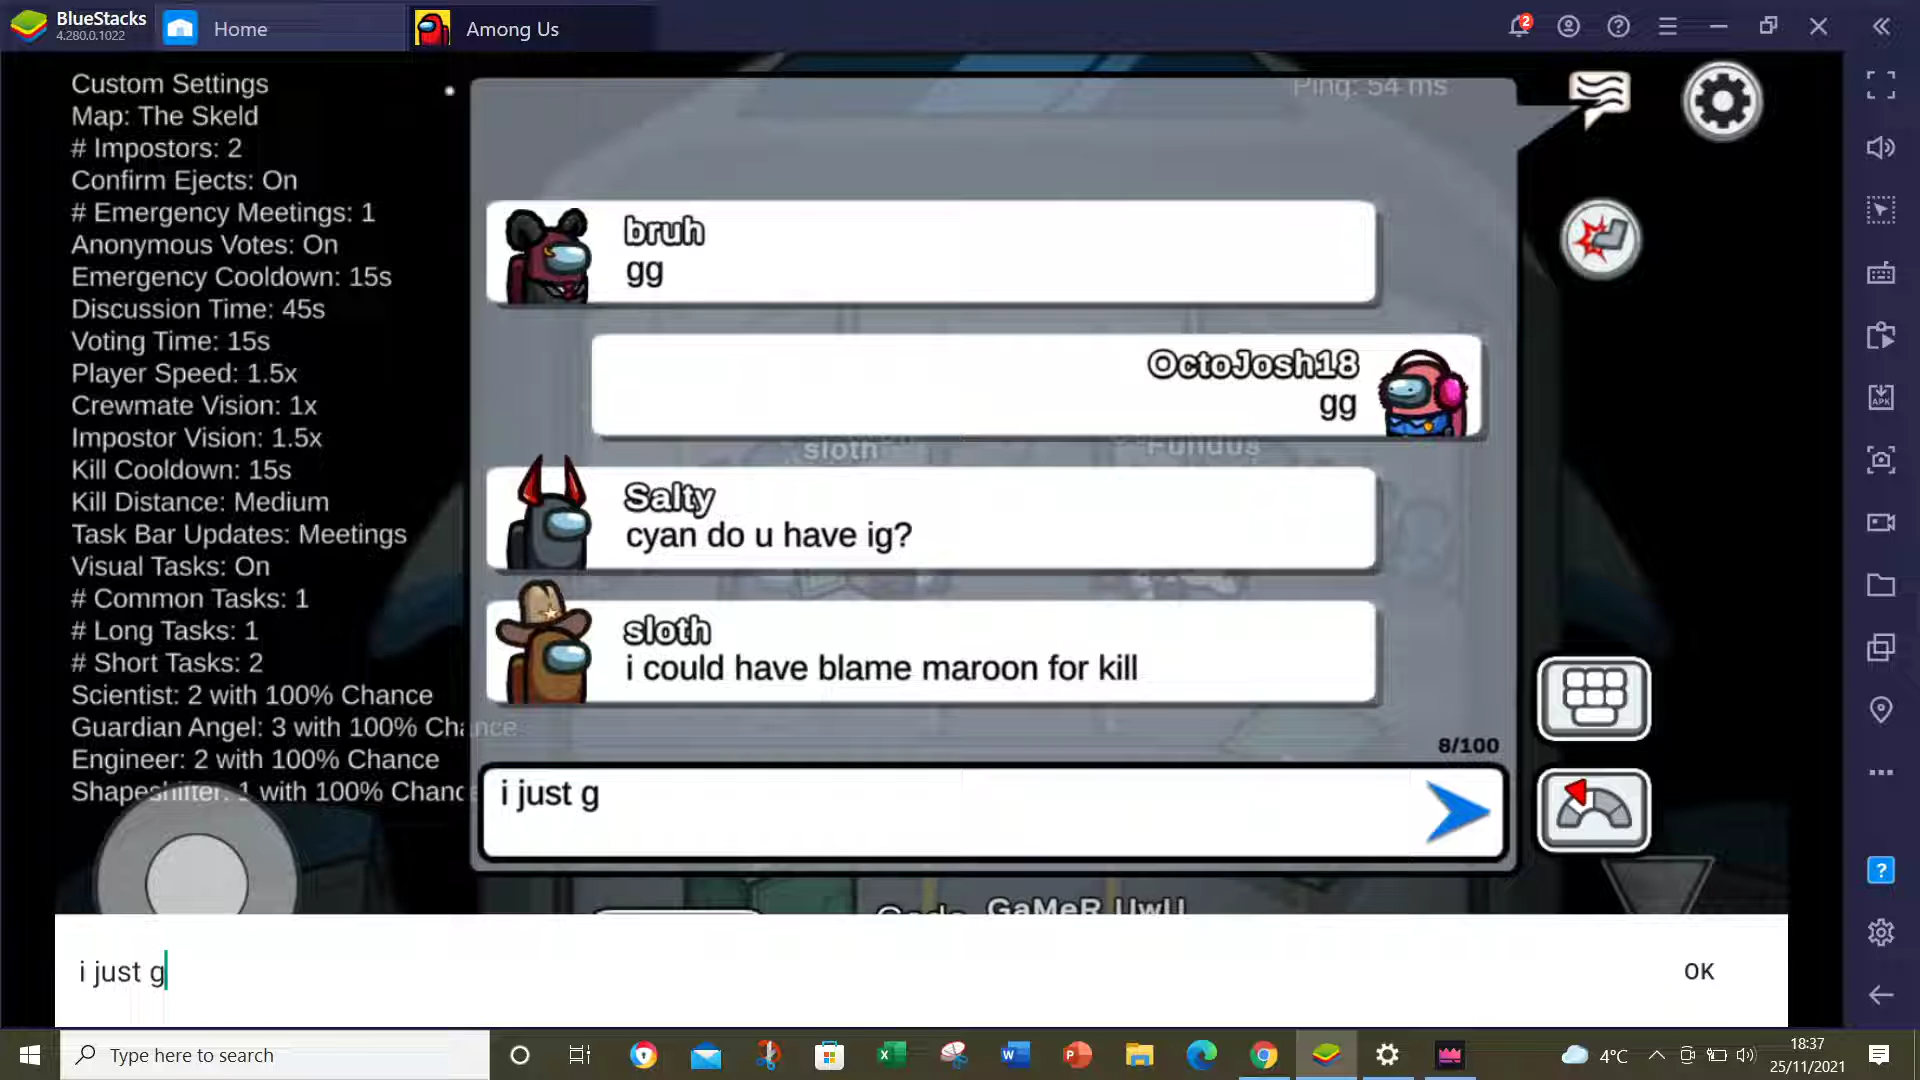 BlueStacks
4.280.0.1022
Home
Among Us
2
Custom Settings
Map: The Skeld
# Impostors: 2
Confirm Ejects: On
# Emergency Meetings: 1
Anonymous Votes: On
Emergency Cooldown: 15s
Discussion Time: 45s
Voting Time: 15s
Player Speed: 1.5x
Crewmate Vision: 1x
Impostor Vision: 1.5x
Kill Cooldown: 15s
Kill Distance: Medium
Task Bar Updates: Meetings
Visual Tasks: On
# Common Tasks: 1
# Long Tasks: 1
# Short Tasks: 2
Scientist: 2 with 100% Chance
Guardian Angel: 3 with 100% Chance
Engineer: 2 with 100% Chance
Shapeshifter: 1 with 100% Chanc
Ping: 54 ms
bruh
gg
OctoJosh18
gg
sloth
Fundus
Salty
cyan do u have ig?
sloth
i could have blame maroon for kill
8/100
i just g
Code
GaMeR UwU
i just g
OK
APK
?
Type here to search
4°C
18:37
25/11/2021